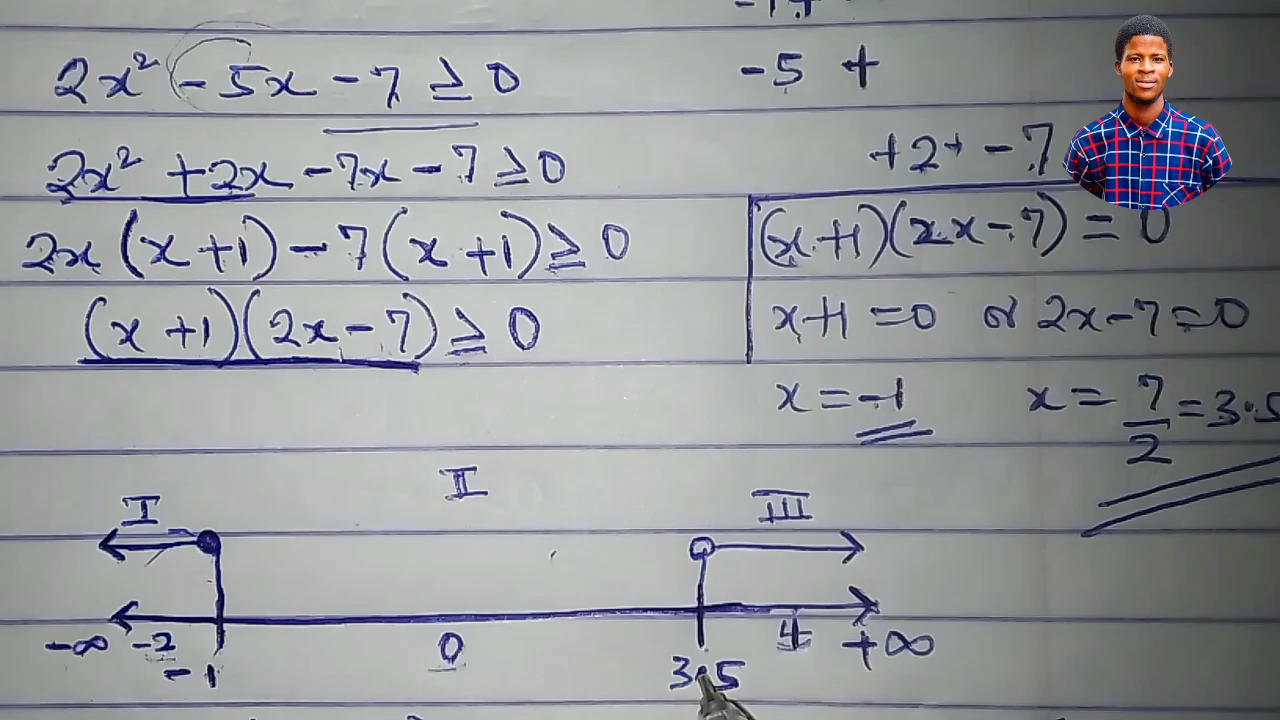 2x² - 5x - 7 ≥ 0
2x² + 2x - 7x - 7 ≥ 0
2x(x+1) - 7(x+1) ≥ 0
(x+1)(2x-7) ≥ 0
-5 +
+2+ -7
(x+1)(2x-7) = 0
x+1 = 0 or 2x-7 = 0
x = -1 x = 7/2 = 3.5
I II III
-∞ -2 -1 0 3.5 4 +∞